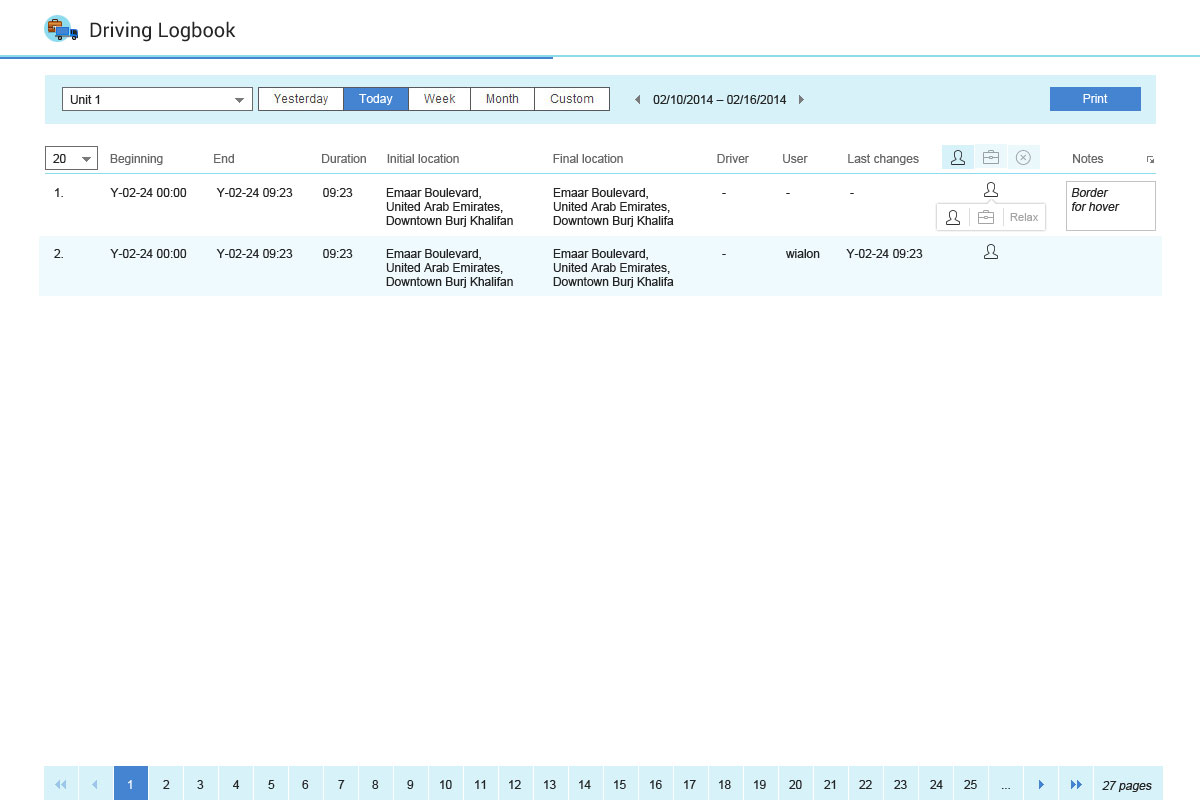 Driving Logbook
Unit 1 Yesterday Today Week Month Custom 02/10/2014 – 02/16/2014 Print
20 Beginning End Duration Initial location Final location Driver User Last changes Notes
1. Y-02-24 00:00 Y-02-24 09:23 09:23 Emaar Boulevard, Emaar Boulevard, - - - Border
United Arab Emirates, United Arab Emirates, for hover
Downtown Burj Khalifan Downtown Burj Khalifa Relax
2. Y-02-24 00:00 Y-02-24 09:23 09:23 Emaar Boulevard, Emaar Boulevard, - wialon Y-02-24 09:23
United Arab Emirates, United Arab Emirates,
Downtown Burj Khalifan Downtown Burj Khalifa
1 2 3 4 5 6 7 8 9 10 11 12 13 14 15 16 17 18 19 20 21 22 23 24 25 ... 27 pages